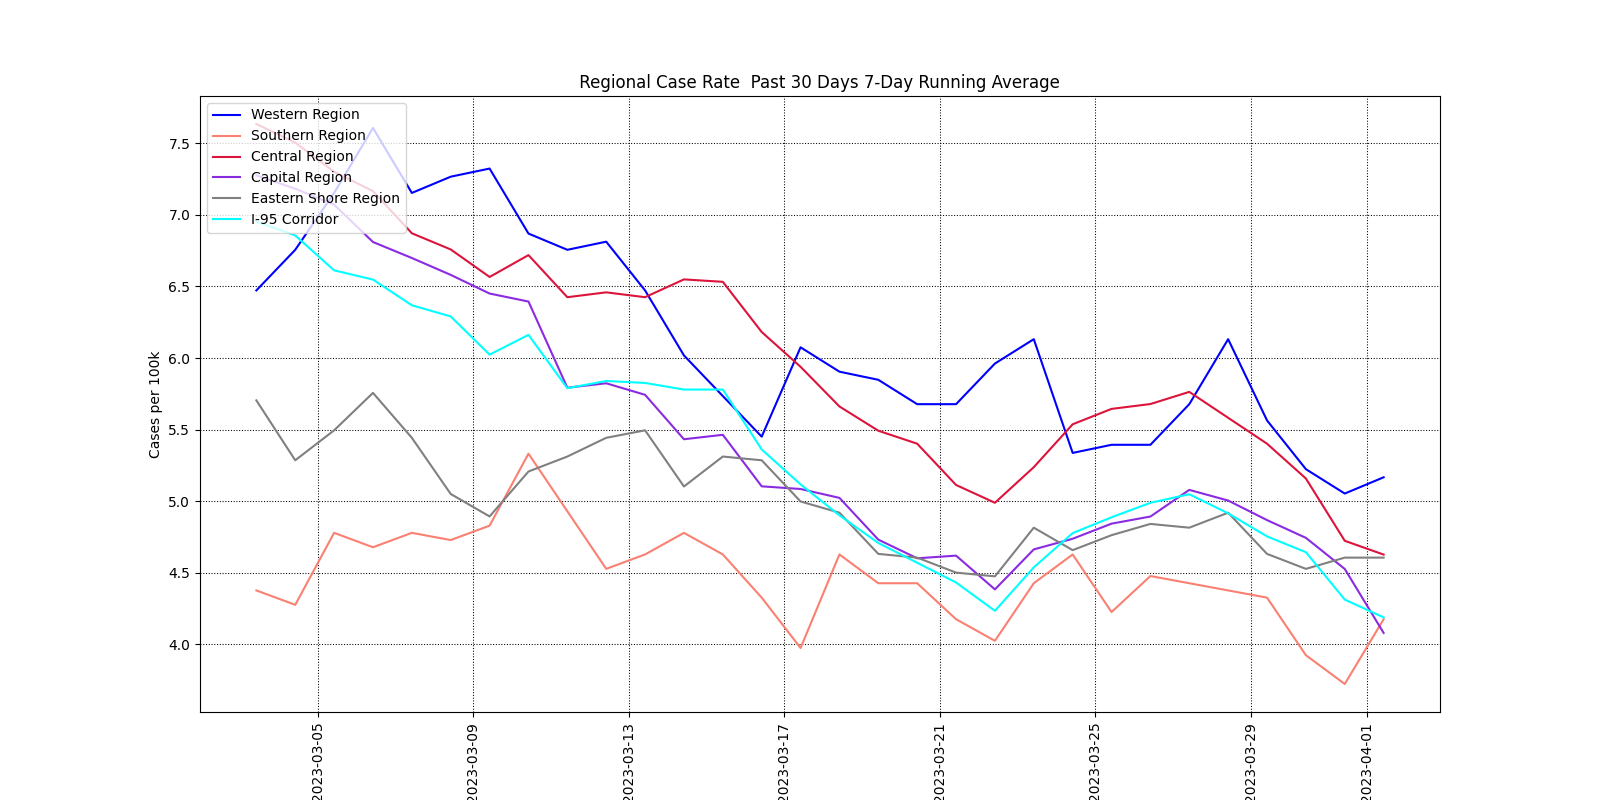 Regional Case Rate  Past 30 Days 7-Day Running Average
Western Region
Southern Region
Central Region
Capital Region
Eastern Shore Region
I-95 Corridor
Cases per 100k
7.5
7.0
6.5
6.0
5.5
5.0
4.5
4.0
2023-03-05
2023-03-09
2023-03-13
2023-03-17
2023-03-21
2023-03-25
2023-03-29
2023-04-01